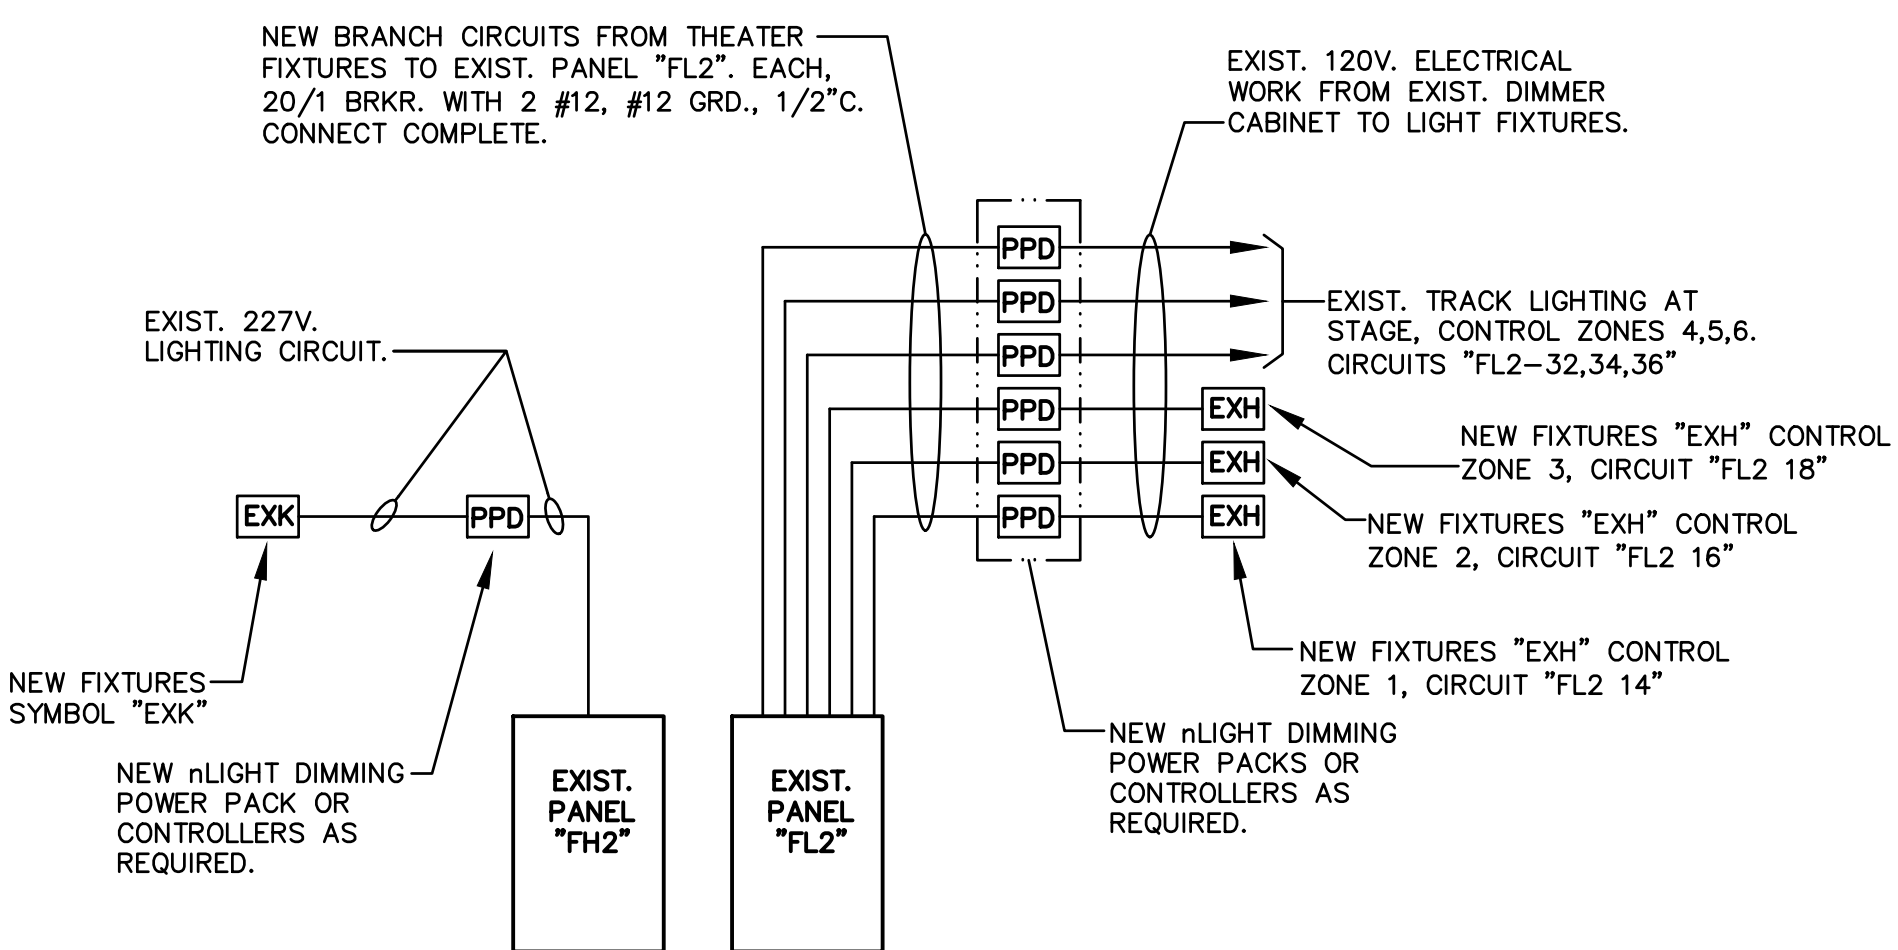 NEW BRANCH CIRCUITS FROM THEATER
FIXTURES TO EXIST. PANEL "FL2". EACH,
20/1 BRKR. WITH 2 #12, #12 GRD., 1/2"C.
CONNECT COMPLETE.
EXIST. 120V. ELECTRICAL
WORK FROM EXIST. DIMMER
CABINET TO LIGHT FIXTURES.
PPD
PPD
PPD
PPD
PPD
PPD
EXIST. TRACK LIGHTING AT
STAGE, CONTROL ZONES 4,5,6.
CIRCUITS "FL2-32,34,36"
EXH
EXH
EXH
NEW FIXTURES "EXH" CONTROL
ZONE 3, CIRCUIT "FL2 18"
NEW FIXTURES "EXH" CONTROL
ZONE 2, CIRCUIT "FL2 16"
NEW FIXTURES "EXH" CONTROL
ZONE 1, CIRCUIT "FL2 14"
NEW nLIGHT DIMMING
POWER PACKS OR
CONTROLLERS AS
REQUIRED.
EXIST. 227V.
LIGHTING CIRCUIT.
EXK
PPD
NEW FIXTURES
SYMBOL "EXK"
NEW nLIGHT DIMMING
POWER PACK OR
CONTROLLERS AS
REQUIRED.
EXIST.
PANEL
"FH2"
EXIST.
PANEL
"FL2"